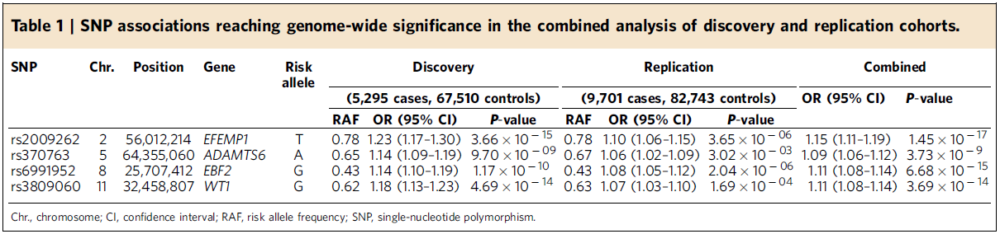 Table 1 | SNP associations reaching genome-wide significance in the combined analysis of discovery and replication cohorts.
SNP Chr. Position Gene Risk allele Discovery Replication Combined
(5,295 cases, 67,510 controls) (9,701 cases, 82,743 controls) OR (95% CI) P-value
RAF OR (95% CI) P-value RAF OR (95% CI) P-value
rs2009262 2 56,012,214 EFEMP1 T 0.78 1.23 (1.17–1.30) 3.66 × 10⁻¹⁵ 0.78 1.10 (1.06–1.15) 3.65 × 10⁻⁰⁶ 1.15 (1.11–1.19) 1.45 × 10⁻¹⁷
rs370763 5 64,355,060 ADAMTS6 A 0.65 1.14 (1.09–1.19) 9.70 × 10⁻⁰⁹ 0.67 1.06 (1.02–1.09) 3.02 × 10⁻⁰³ 1.09 (1.06–1.12) 3.73 × 10⁻⁹
rs6991952 8 25,707,412 EBF2 G 0.43 1.14 (1.10–1.19) 1.17 × 10⁻¹⁰ 0.43 1.08 (1.05–1.12) 2.04 × 10⁻⁰⁶ 1.11 (1.08–1.14) 6.68 × 10⁻¹⁵
rs3809060 11 32,458,807 WT1 G 0.62 1.18 (1.13–1.23) 4.69 × 10⁻¹⁴ 0.63 1.07 (1.03–1.10) 1.69 × 10⁻⁰⁴ 1.11 (1.08–1.14) 3.69 × 10⁻¹⁴
Chr., chromosome; CI, confidence interval; RAF, risk allele frequency; SNP, single-nucleotide polymorphism.